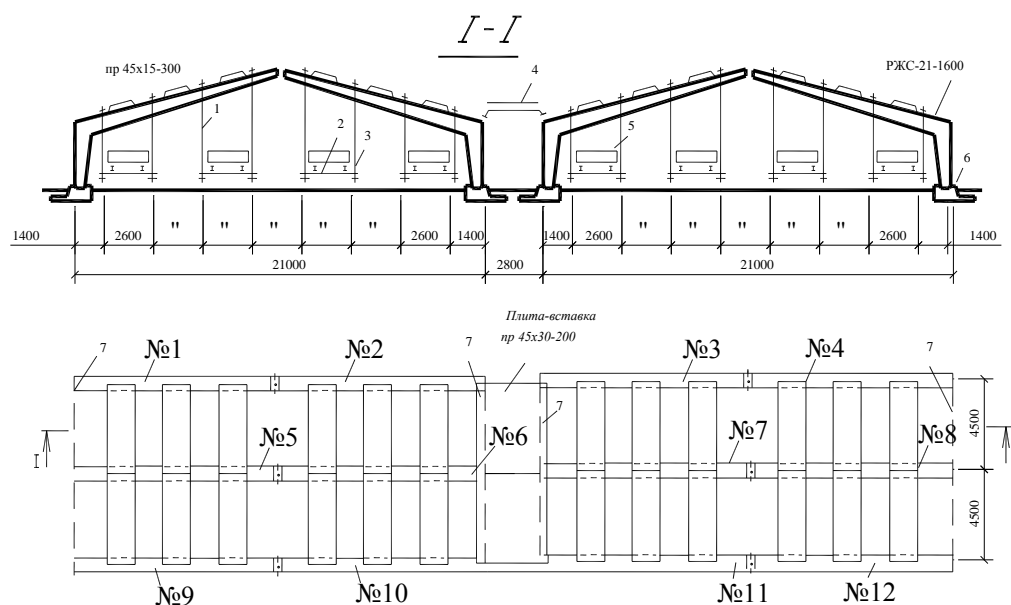 I-I
пр 45х15-300
4
РЖС-21-1600
1
2
3
5
6
1400 2600 " " " " " 2600 1400 1400 2600 " " " " " 2600 1400
21000 2800 21000
Плита-вставка
пр 45х30-200
7 №1 №2 7 7 №3 №4 7
I №5 №6 №7 №8
4500
4500
№9 №10 №11 №12